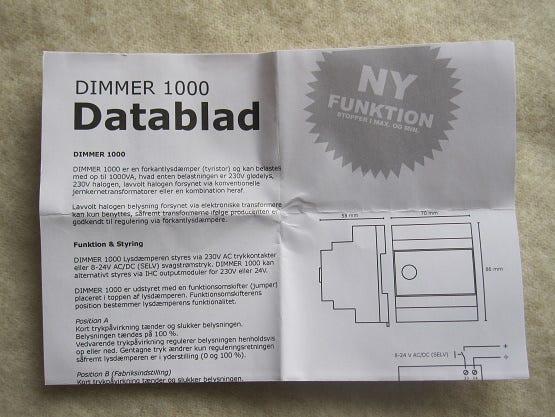 DIMMER 1000
Datablad
NY
FUNKTION
STOPPER I MAX. OG MIN.
DIMMER 1000
DIMMER 1000 er en forkantlysdæmper (tyristor) og kan belastes
med op til 1000VA, hvad enten belastningen er 230V glødelys,
230V halogen, lavvolt halogen forsynet via konventionelle
jernkernetransformatorer eller en kombination heraf.
Lavvolt halogen belysning forsynet via elektroniske transformere
kan kun benyttes, såfremt transformerne ifølge producenten er
godkendt til regulering via forkantlysdæmpere.
Funktion & Styring
DIMMER 1000 Lysdæmperen styres via 230V AC trykkontakter
eller 8-24V AC/DC (SELV) svagstrømstryk. DIMMER 1000 kan
alternativt styres via IHC outputmoduler for 230V eller 24V.
DIMMER 1000 er udstyret med en funktionsomskifter (jumper)
placeret i toppen af lysdæmperen. Funktionsomskifterens
position bestemmer lysdæmperens funktionalitet.
Position A
Kort trykpåvirkning tænder og slukker belysningen.
Belysningen tændes på 100 %.
Vedvarende trykpåvirkning regulerer belysningen henholdsvis
op eller ned. Gentagne tryk ændrer kun reguleringsretningen
såfremt lysdæmperen er i yderstilling (0 og 100 %).
Position B (Fabriksindstilling)
Kort trykpåvirkning tænder og slukker belysningen.
58 mm
70 mm
86 mm
8-24 V AC/DC (SELV)